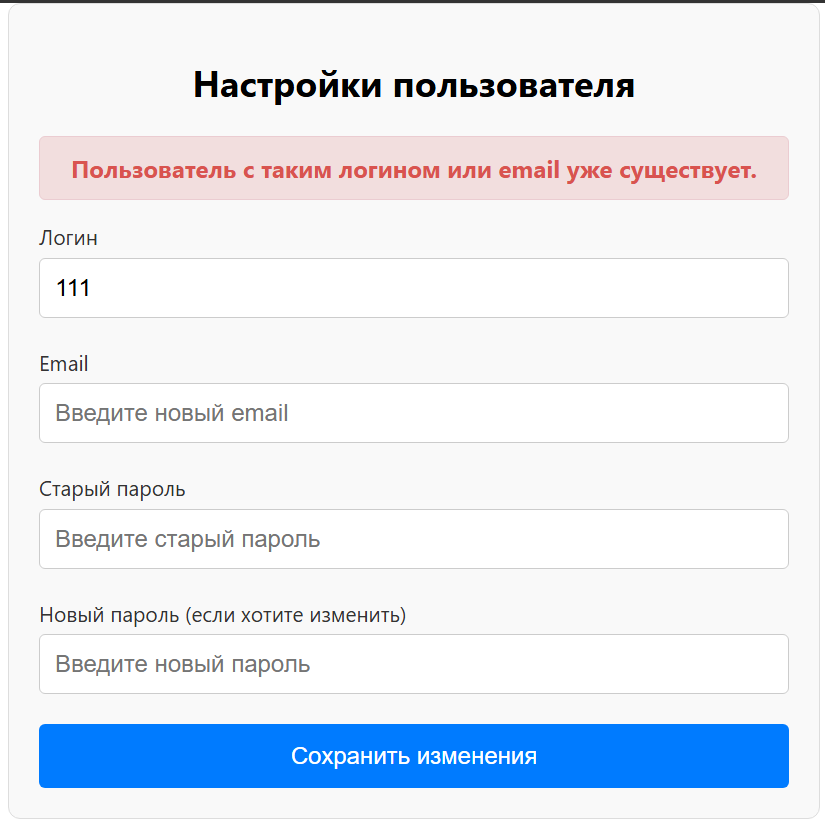 Настройки пользователя
Пользователь с таким логином или email уже существует.
Логин
111
Email
Введите новый email
Старый пароль
Введите старый пароль
Новый пароль (если хотите изменить)
Введите новый пароль
Сохранить изменения